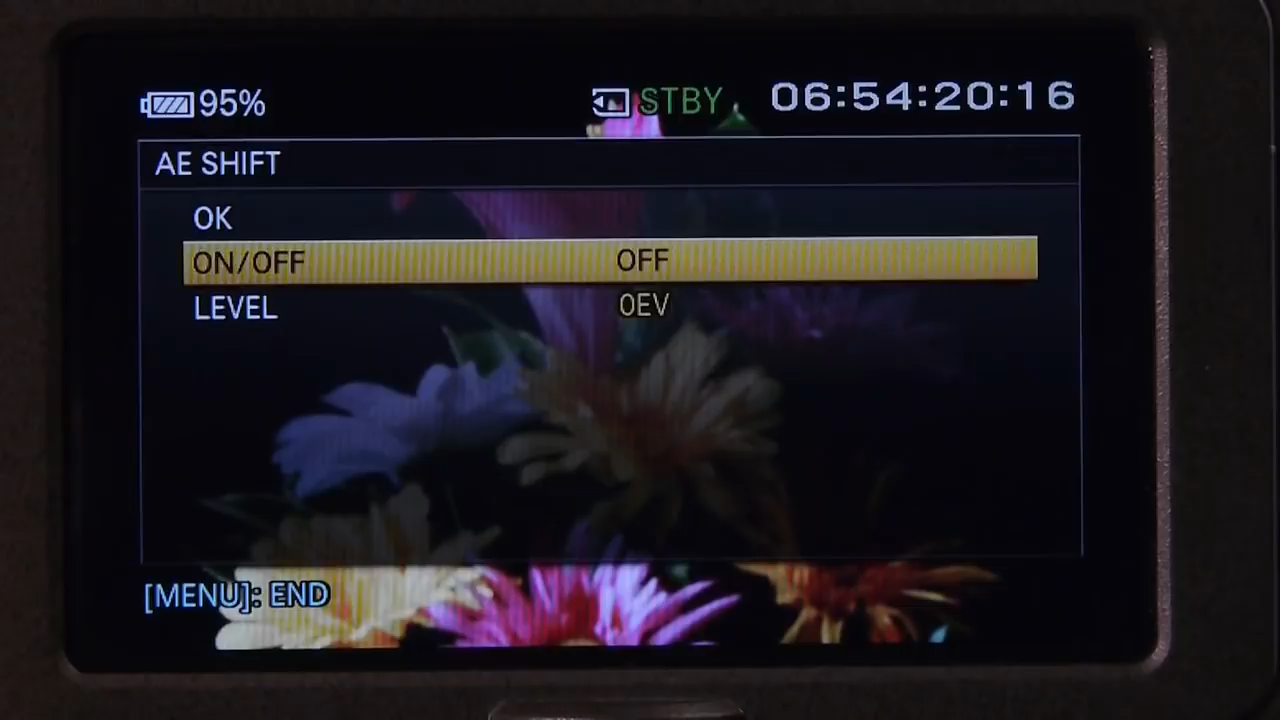 95% STBY 06:54:20:16
AE SHIFT
OK
ON/OFF OFF
LEVEL 0EV
[MENU]: END